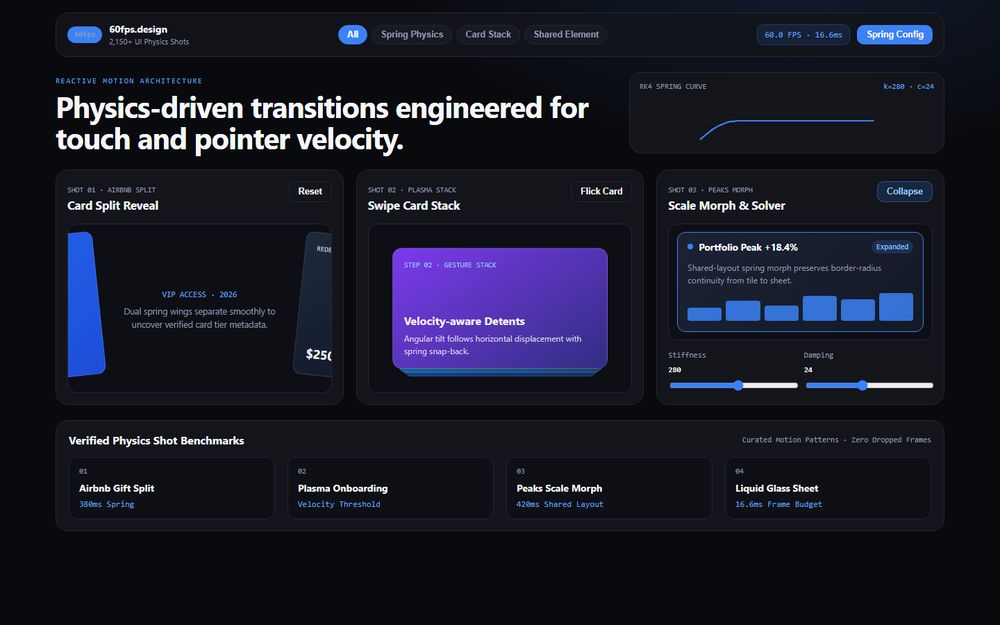 60fps
60fps.design
2,150+ UI Physics Shots
All
Spring Physics
Card Stack
Shared Element
60.0 FPS · 16.6ms
Spring Config
REACTIVE MOTION ARCHITECTURE
Physics-driven transitions engineered for
touch and pointer velocity.
RK4 SPRING CURVE
k=280 · c=24
SHOT 01 · AIRBNB SPLIT
Card Split Reveal
Reset
VIP ACCESS · 2026
Dual spring wings separate smoothly to
uncover verified card tier metadata.
$250
SHOT 02 · PLASMA STACK
Swipe Card Stack
Flick Card
STEP 02 · GESTURE STACK
Velocity-aware Detents
Angular tilt follows horizontal displacement with
spring snap-back.
SHOT 03 · PEAKS MORPH
Scale Morph & Solver
Collapse
Portfolio Peak +18.4%
Expanded
Shared-layout spring morph preserves border-radius
continuity from tile to sheet.
Stiffness
280
Damping
24
Verified Physics Shot Benchmarks
Curated Motion Patterns · Zero Dropped Frames
01
Airbnb Gift Split
380ms Spring
02
Plasma Onboarding
Velocity Threshold
03
Peaks Scale Morph
420ms Shared Layout
04
Liquid Glass Sheet
16.6ms Frame Budget